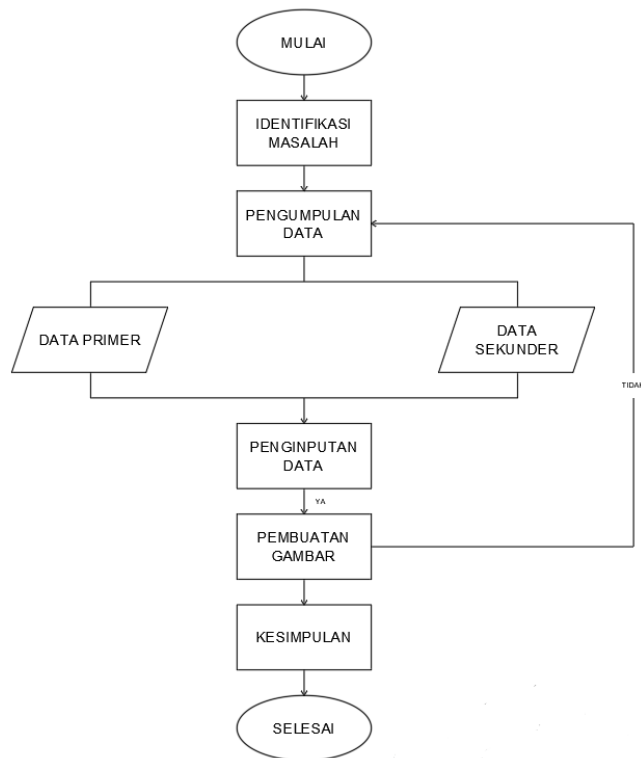 MULAI
IDENTIFIKASI
MASALAH
PENGUMPULAN
DATA
DATA PRIMER
DATA
SEKUNDER
TIDAK
PENGINPUTAN
DATA
YA
PEMBUATAN
GAMBAR
KESIMPULAN
SELESAI